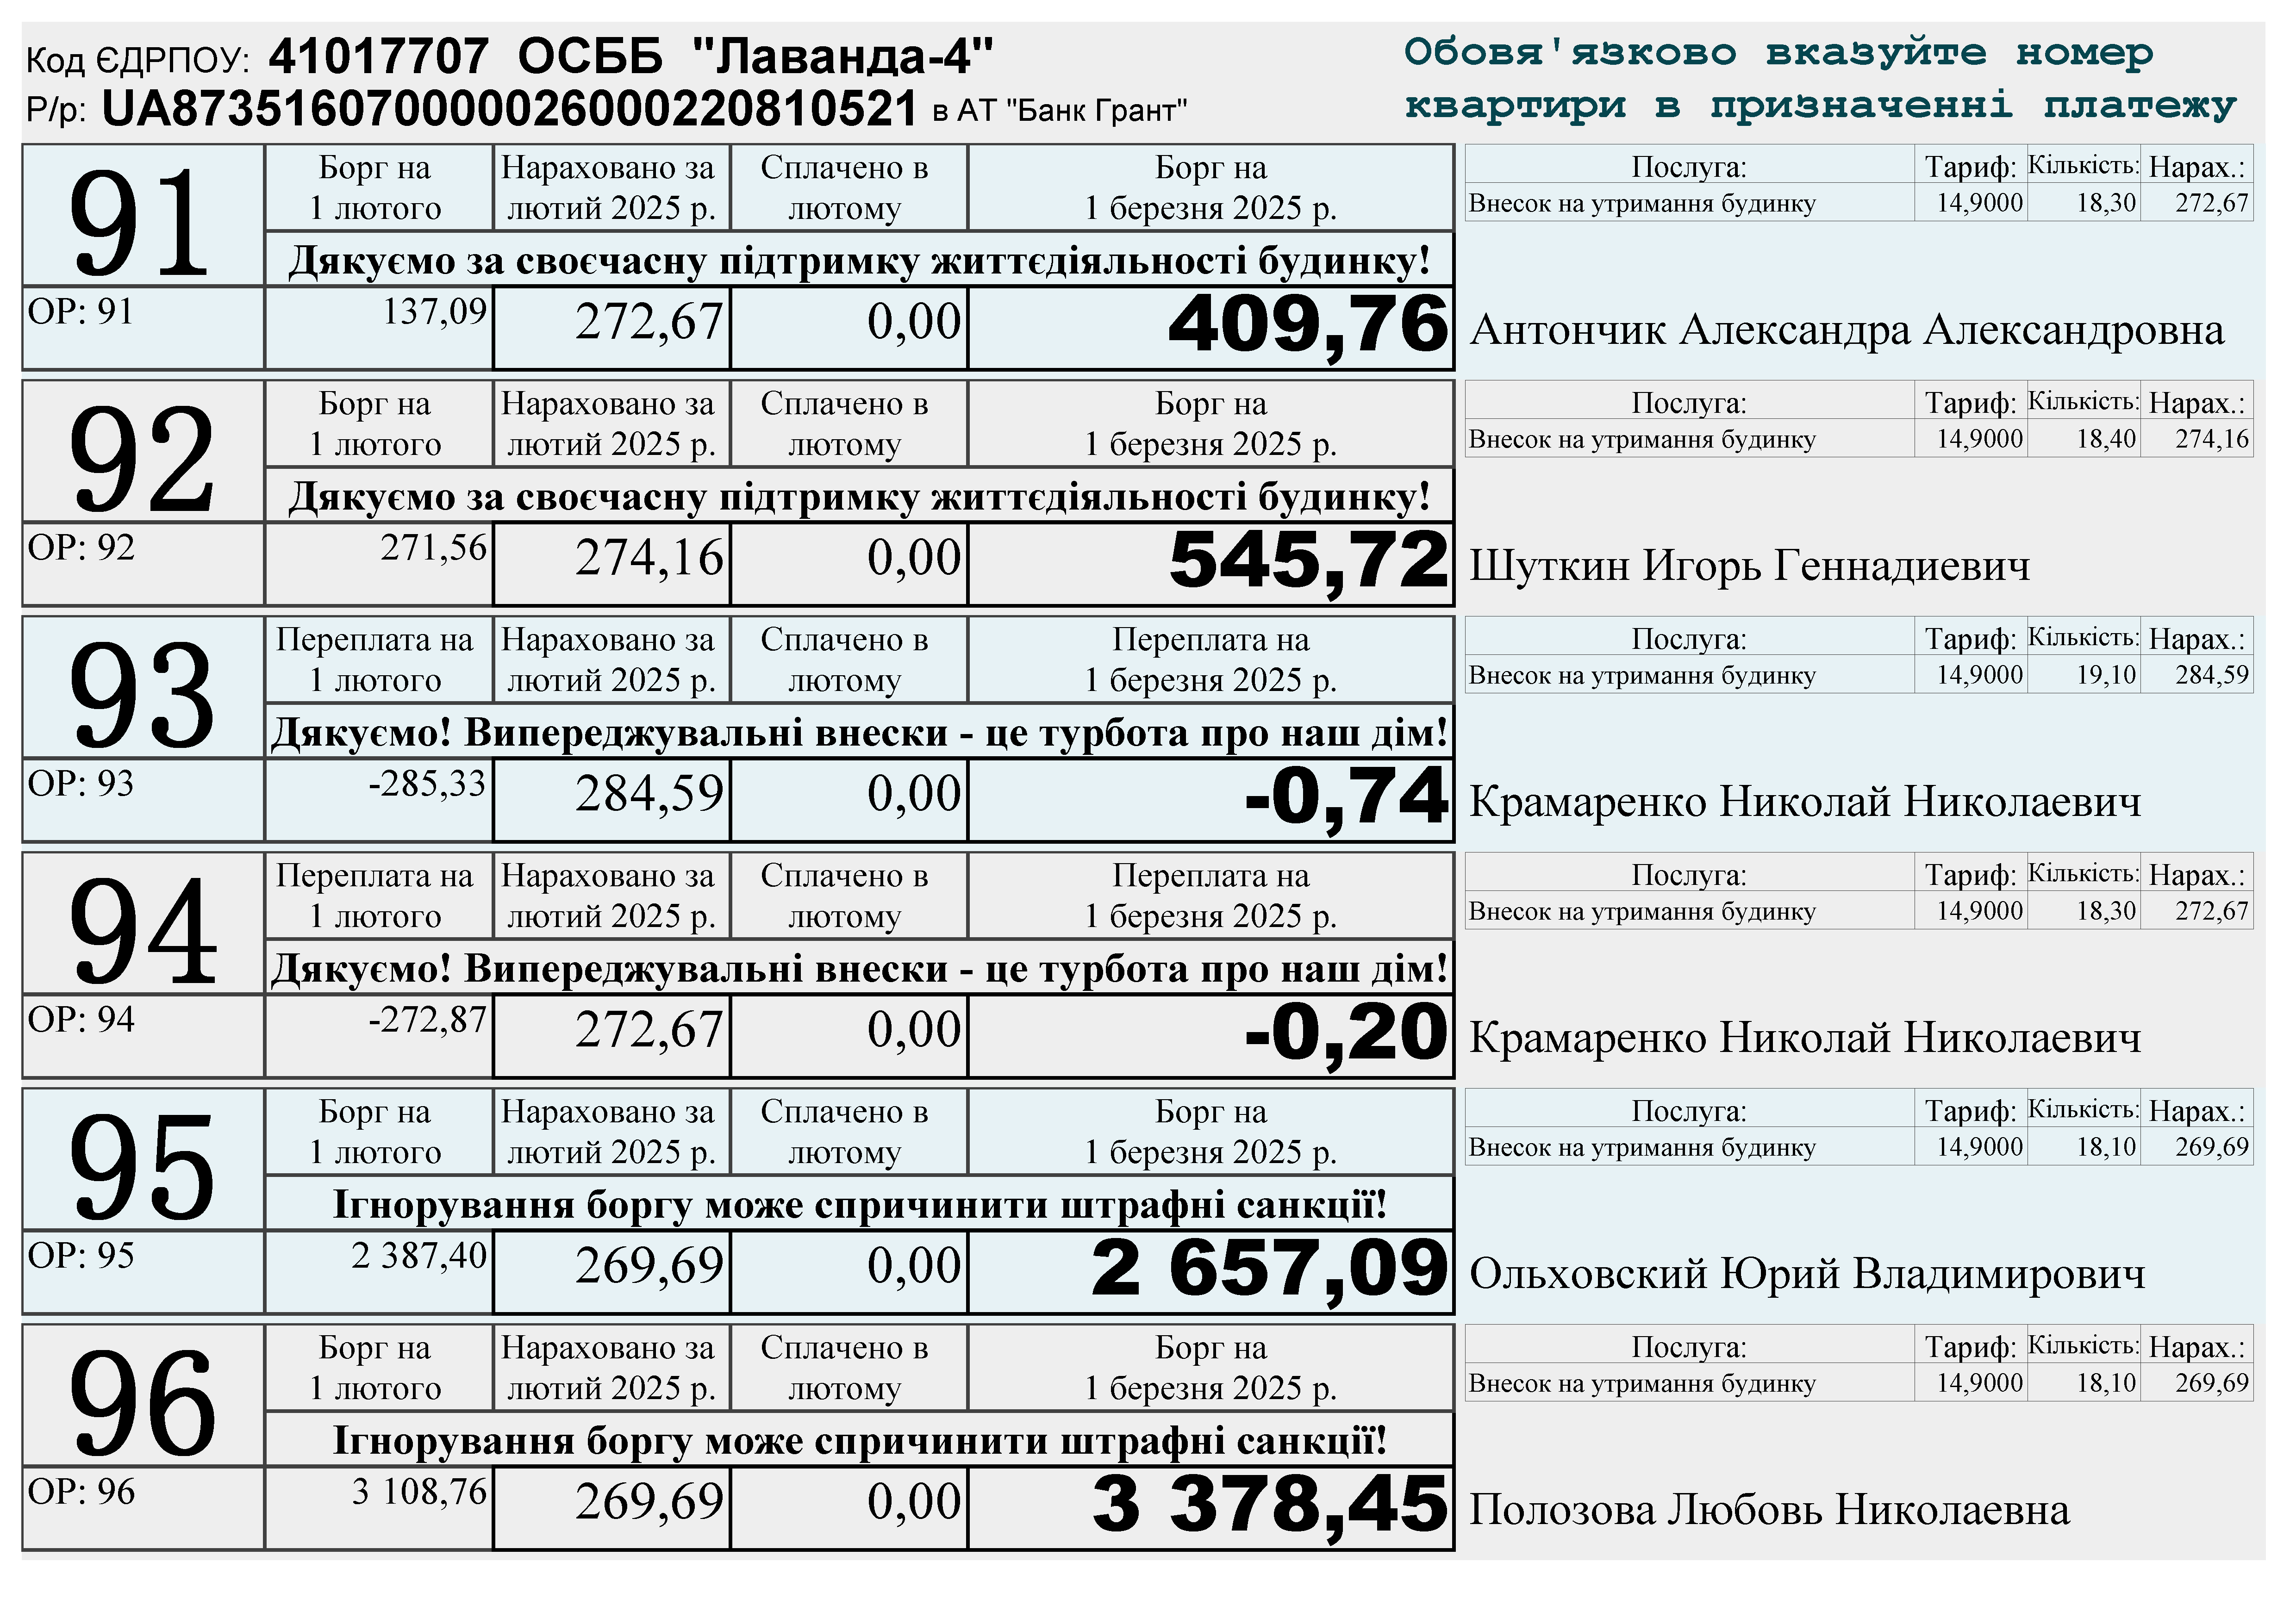 Код ЄДРПОУ: 41017707 ОСББ "Лаванда-4"
Р/р: UA873516070000026000220810521 в АТ "Банк Грант"
Обовя'язково вказуйте номер
квартири в призначенні платежу
91
Борг на
1 лютого
Нараховано за
лютий 2025 р.
Сплачено в
лютому
Борг на
1 березня 2025 р.
Дякуємо за своєчасну підтримку життєдіяльності будинку!
ОР: 91 137,09 272,67 0,00 409,76
Послуга: Тариф: Кількість: Нарах.:
Внесок на утримання будинку 14,9000 18,30 272,67
Антончик Александра Александровна
92
Борг на
1 лютого
Нараховано за
лютий 2025 р.
Сплачено в
лютому
Борг на
1 березня 2025 р.
Дякуємо за своєчасну підтримку життєдіяльності будинку!
ОР: 92 271,56 274,16 0,00 545,72
Послуга: Тариф: Кількість: Нарах.:
Внесок на утримання будинку 14,9000 18,40 274,16
Шуткин Игорь Геннадиевич
93
Переплата на
1 лютого
Нараховано за
лютий 2025 р.
Сплачено в
лютому
Переплата на
1 березня 2025 р.
Дякуємо! Випереджувальні внески - це турбота про наш дім!
ОР: 93 -285,33 284,59 0,00 -0,74
Послуга: Тариф: Кількість: Нарах.:
Внесок на утримання будинку 14,9000 19,10 284,59
Крамаренко Николай Николаевич
94
Переплата на
1 лютого
Нараховано за
лютий 2025 р.
Сплачено в
лютому
Переплата на
1 березня 2025 р.
Дякуємо! Випереджувальні внески - це турбота про наш дім!
ОР: 94 -272,87 272,67 0,00 -0,20
Послуга: Тариф: Кількість: Нарах.:
Внесок на утримання будинку 14,9000 18,30 272,67
Крамаренко Николай Николаевич
95
Борг на
1 лютого
Нараховано за
лютий 2025 р.
Сплачено в
лютому
Борг на
1 березня 2025 р.
Ігнорування боргу може спричинити штрафні санкції!
ОР: 95 2 387,40 269,69 0,00 2 657,09
Послуга: Тариф: Кількість: Нарах.:
Внесок на утримання будинку 14,9000 18,10 269,69
Ольховский Юрий Владимирович
96
Борг на
1 лютого
Нараховано за
лютий 2025 р.
Сплачено в
лютому
Борг на
1 березня 2025 р.
Ігнорування боргу може спричинити штрафні санкції!
ОР: 96 3 108,76 269,69 0,00 3 378,45
Послуга: Тариф: Кількість: Нарах.:
Внесок на утримання будинку 14,9000 18,10 269,69
Полозова Любовь Николаевна